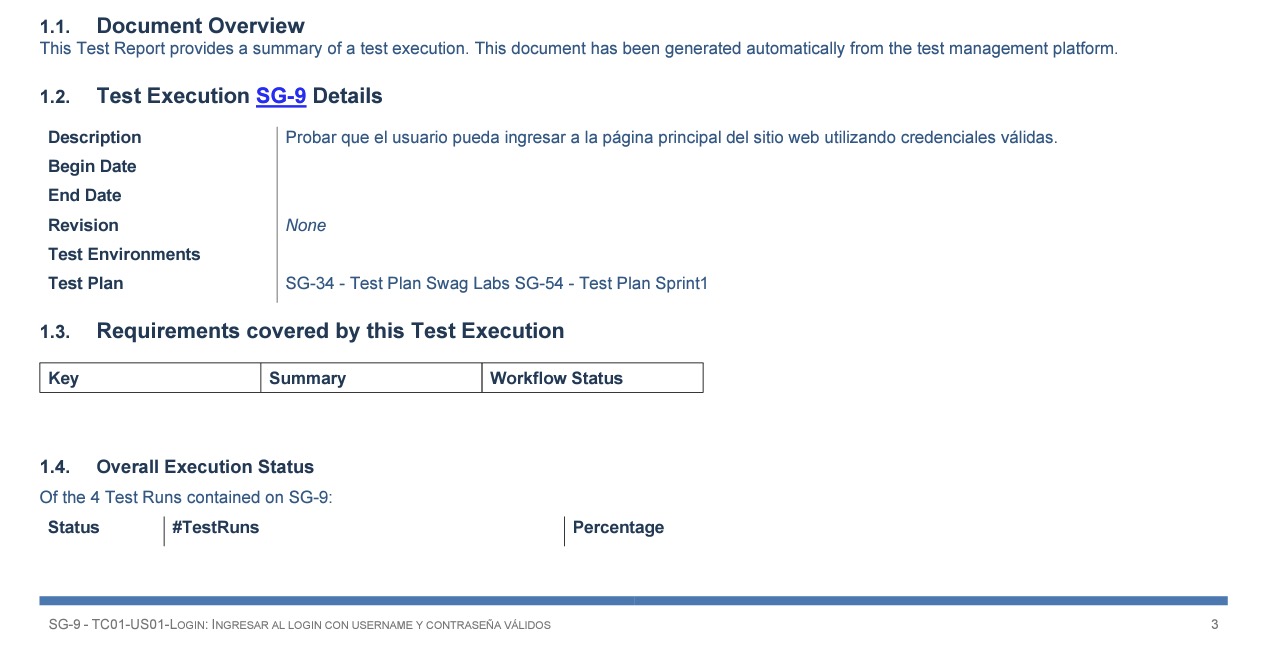 1.1. Document Overview
This Test Report provides a summary of a test execution. This document has been generated automatically from the test management platform.
1.2. Test Execution SG-9 Details
Description Probar que el usuario pueda ingresar a la página principal del sitio web utilizando credenciales válidas.
Begin Date
End Date
Revision None
Test Environments
Test Plan SG-34 - Test Plan Swag Labs SG-54 - Test Plan Sprint1
1.3. Requirements covered by this Test Execution
Key Summary Workflow Status
1.4. Overall Execution Status
Of the 4 Test Runs contained on SG-9:
Status #TestRuns Percentage
SG-9 - TC01-US01-Login: Ingresar al login con username y contraseña válidos 3